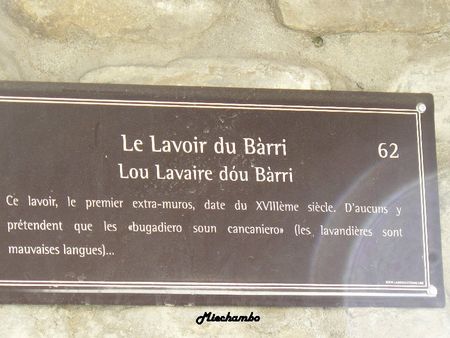 Le Lavoir du Bàrri
62
Lou Lavaire dóu Bàrri
Ce lavoir, le premier extra-muros, date du XVIIIème siècle. D'aucuns y
prétendent que les «bugadiero soun cancaniero» (les lavandières sont
mauvaises langues)...
Mischambo